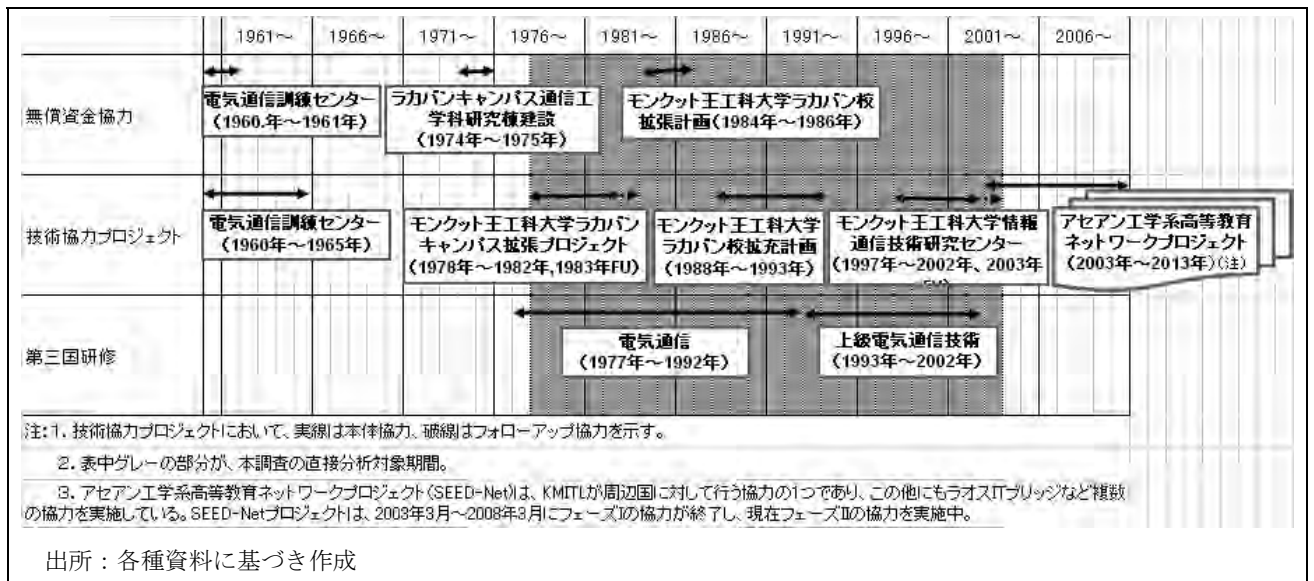 1961～ 1966～ 1971～ 1976～ 1981～ 1986～ 1991～ 1996～ 2001～ 2006～
無償資金協力
電気通信訓練センター
（1960.年～1961年）
ラカバンキャンパス通信工
学科研究棟建設
（1974年～1975年）
モンクット王工科大学ラカバン校
拡張計画（1984年～1986年）
技術協力プロジェクト
電気通信訓練センター
（1960年～1965年）
モンクット王工科大学ラカバン
キャンパス拡張プロジェクト
（1978年～1982年,1983年FU）
モンクット王工科大学
ラカバン校拡充計画
（1988年～1993年）
モンクット王工科大学情報
通信技術研究センター
（1997年～2002年、2003年
アセアン工学系高等教育
ネットワークプロジェクト
（2003年～2013年）（注）
第三国研修
電気通信
（1977年～1992年）
上級電気通信技術
（1993年～2002年）
注：1．技術協力プロジェクトにおいて、実線は本体協力、破線はフォローアップ協力を示す。
2．表中グレーの部分が、本調査の直接分析対象期間。
3．アセアン工学系高等教育ネットワークプロジェクト（SEED-Net）は、KMITLが周辺国に対して行う協力の1つであり、この他にもラオスITブリッジなど複数
の協力を実施している。SEED-Netプロジェクトは、2003年3月～2008年3月にフェーズⅠの協力が終了し、現在フェーズⅡの協力を実施中。
出所：各種資料に基づき作成